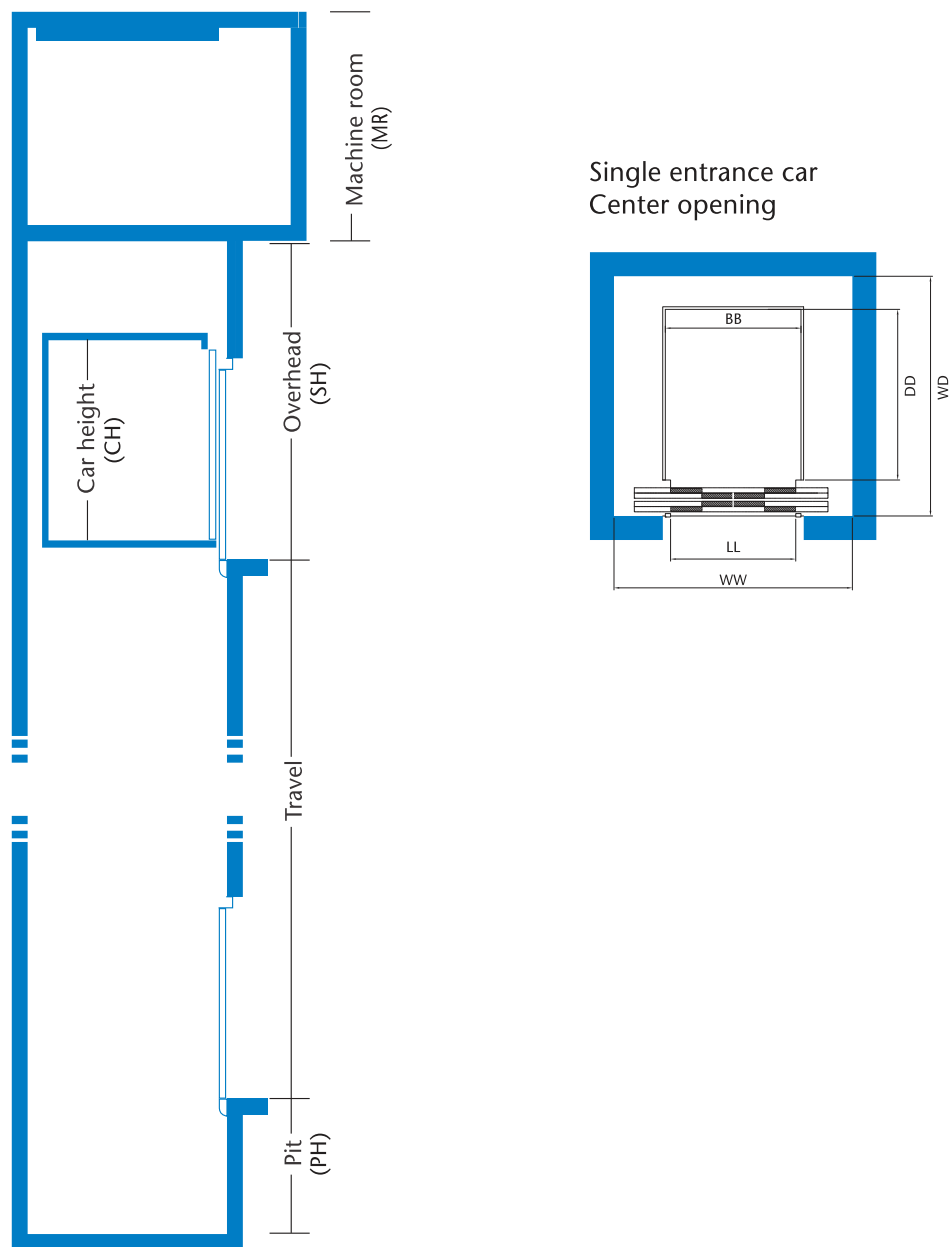 Machine room
(MR)
Single entrance car
Center opening
Overhead
(SH)
Car height
(CH)
BB
DD
WD
LL
WW
Travel
Pit
(PH)